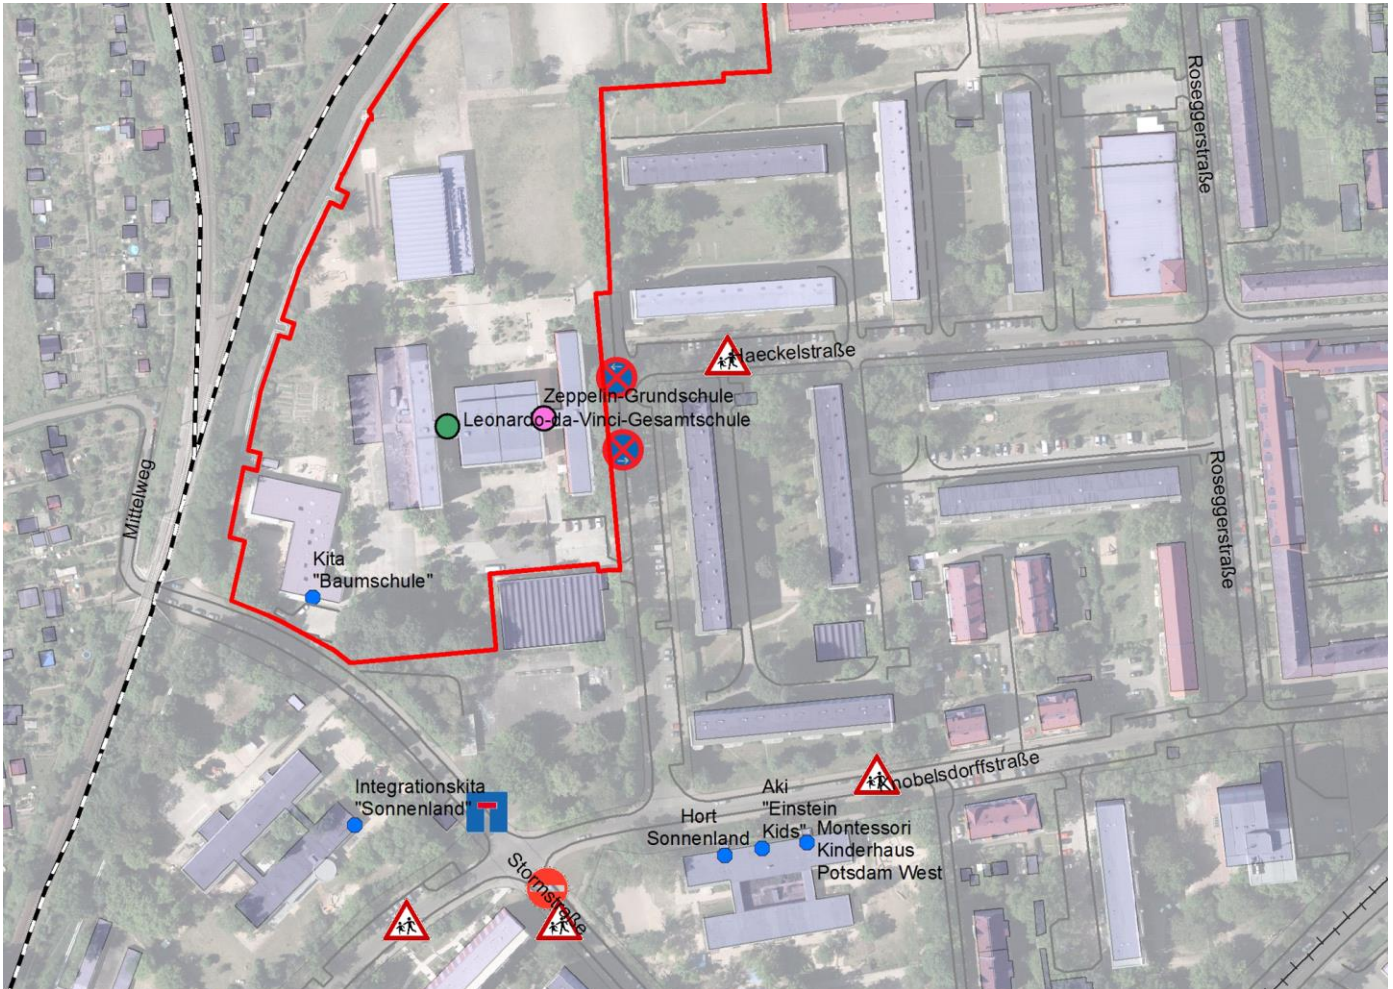 Roseggerstraße
Haeckelstraße
Zeppelin-Grundschule
Leonardo-da-Vinci-Gesamtschule
Mittelweg
Roseggerstraße
Kita
"Baumschule"
Integrationskita
"Sonnenland"
Knobelsdorffstraße
Aki
"Einstein
Kids"
Hort
Sonnenland
Montessori
Kinderhaus
Potsdam West
Stormstraße